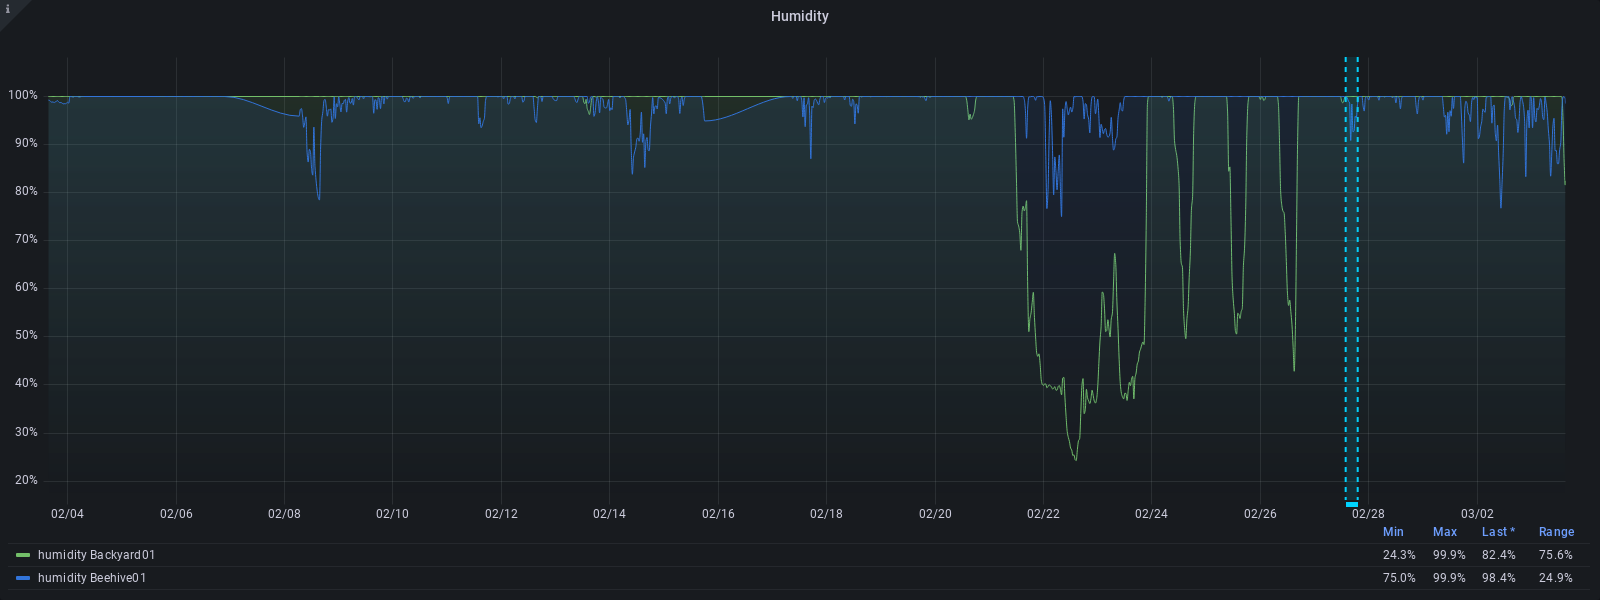 i
Humidity
100%
90%
80%
70%
60%
50%
40%
30%
20%
02/04 02/06 02/08 02/10 02/12 02/14 02/16 02/18 02/20 02/22 02/24 02/26 02/28 03/02
Min Max Last * Range
humidity Backyard01 24.3% 99.9% 82.4% 75.6%
humidity Beehive01 75.0% 99.9% 98.4% 24.9%